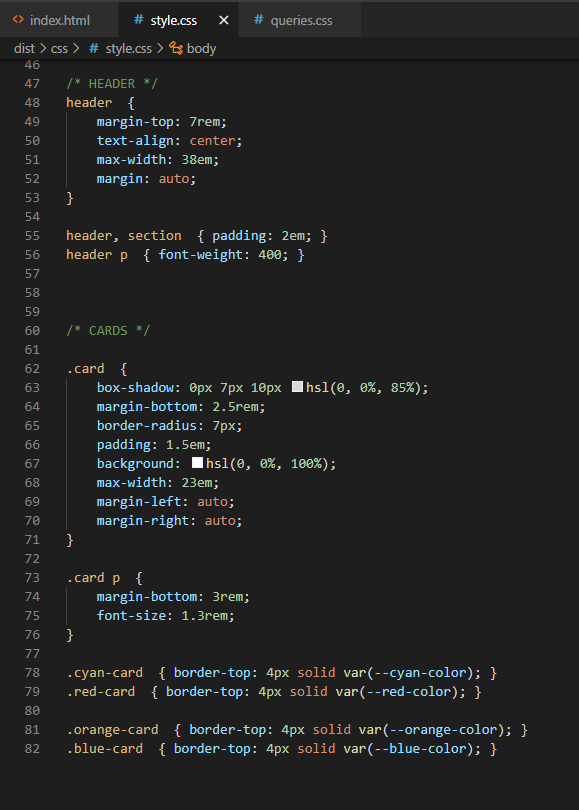 <> index.html # style.css × # queries.css
dist > css > # style.css > body
46
47 /* HEADER */
48 header {
49 margin-top: 7rem;
50 text-align: center;
51 max-width: 38em;
52 margin: auto;
53 }
54
55 header, section { padding: 2em; }
56 header p { font-weight: 400; }
57
58
59
60 /* CARDS */
61
62 .card {
63 box-shadow: 0px 7px 10px hsl(0, 0%, 85%);
64 margin-bottom: 2.5rem;
65 border-radius: 7px;
66 padding: 1.5em;
67 background: hsl(0, 0%, 100%);
68 max-width: 23em;
69 margin-left: auto;
70 margin-right: auto;
71 }
72
73 .card p {
74 margin-bottom: 3rem;
75 font-size: 1.3rem;
76 }
77
78 .cyan-card { border-top: 4px solid var(--cyan-color); }
79 .red-card { border-top: 4px solid var(--red-color); }
80
81 .orange-card { border-top: 4px solid var(--orange-color); }
82 .blue-card { border-top: 4px solid var(--blue-color); }